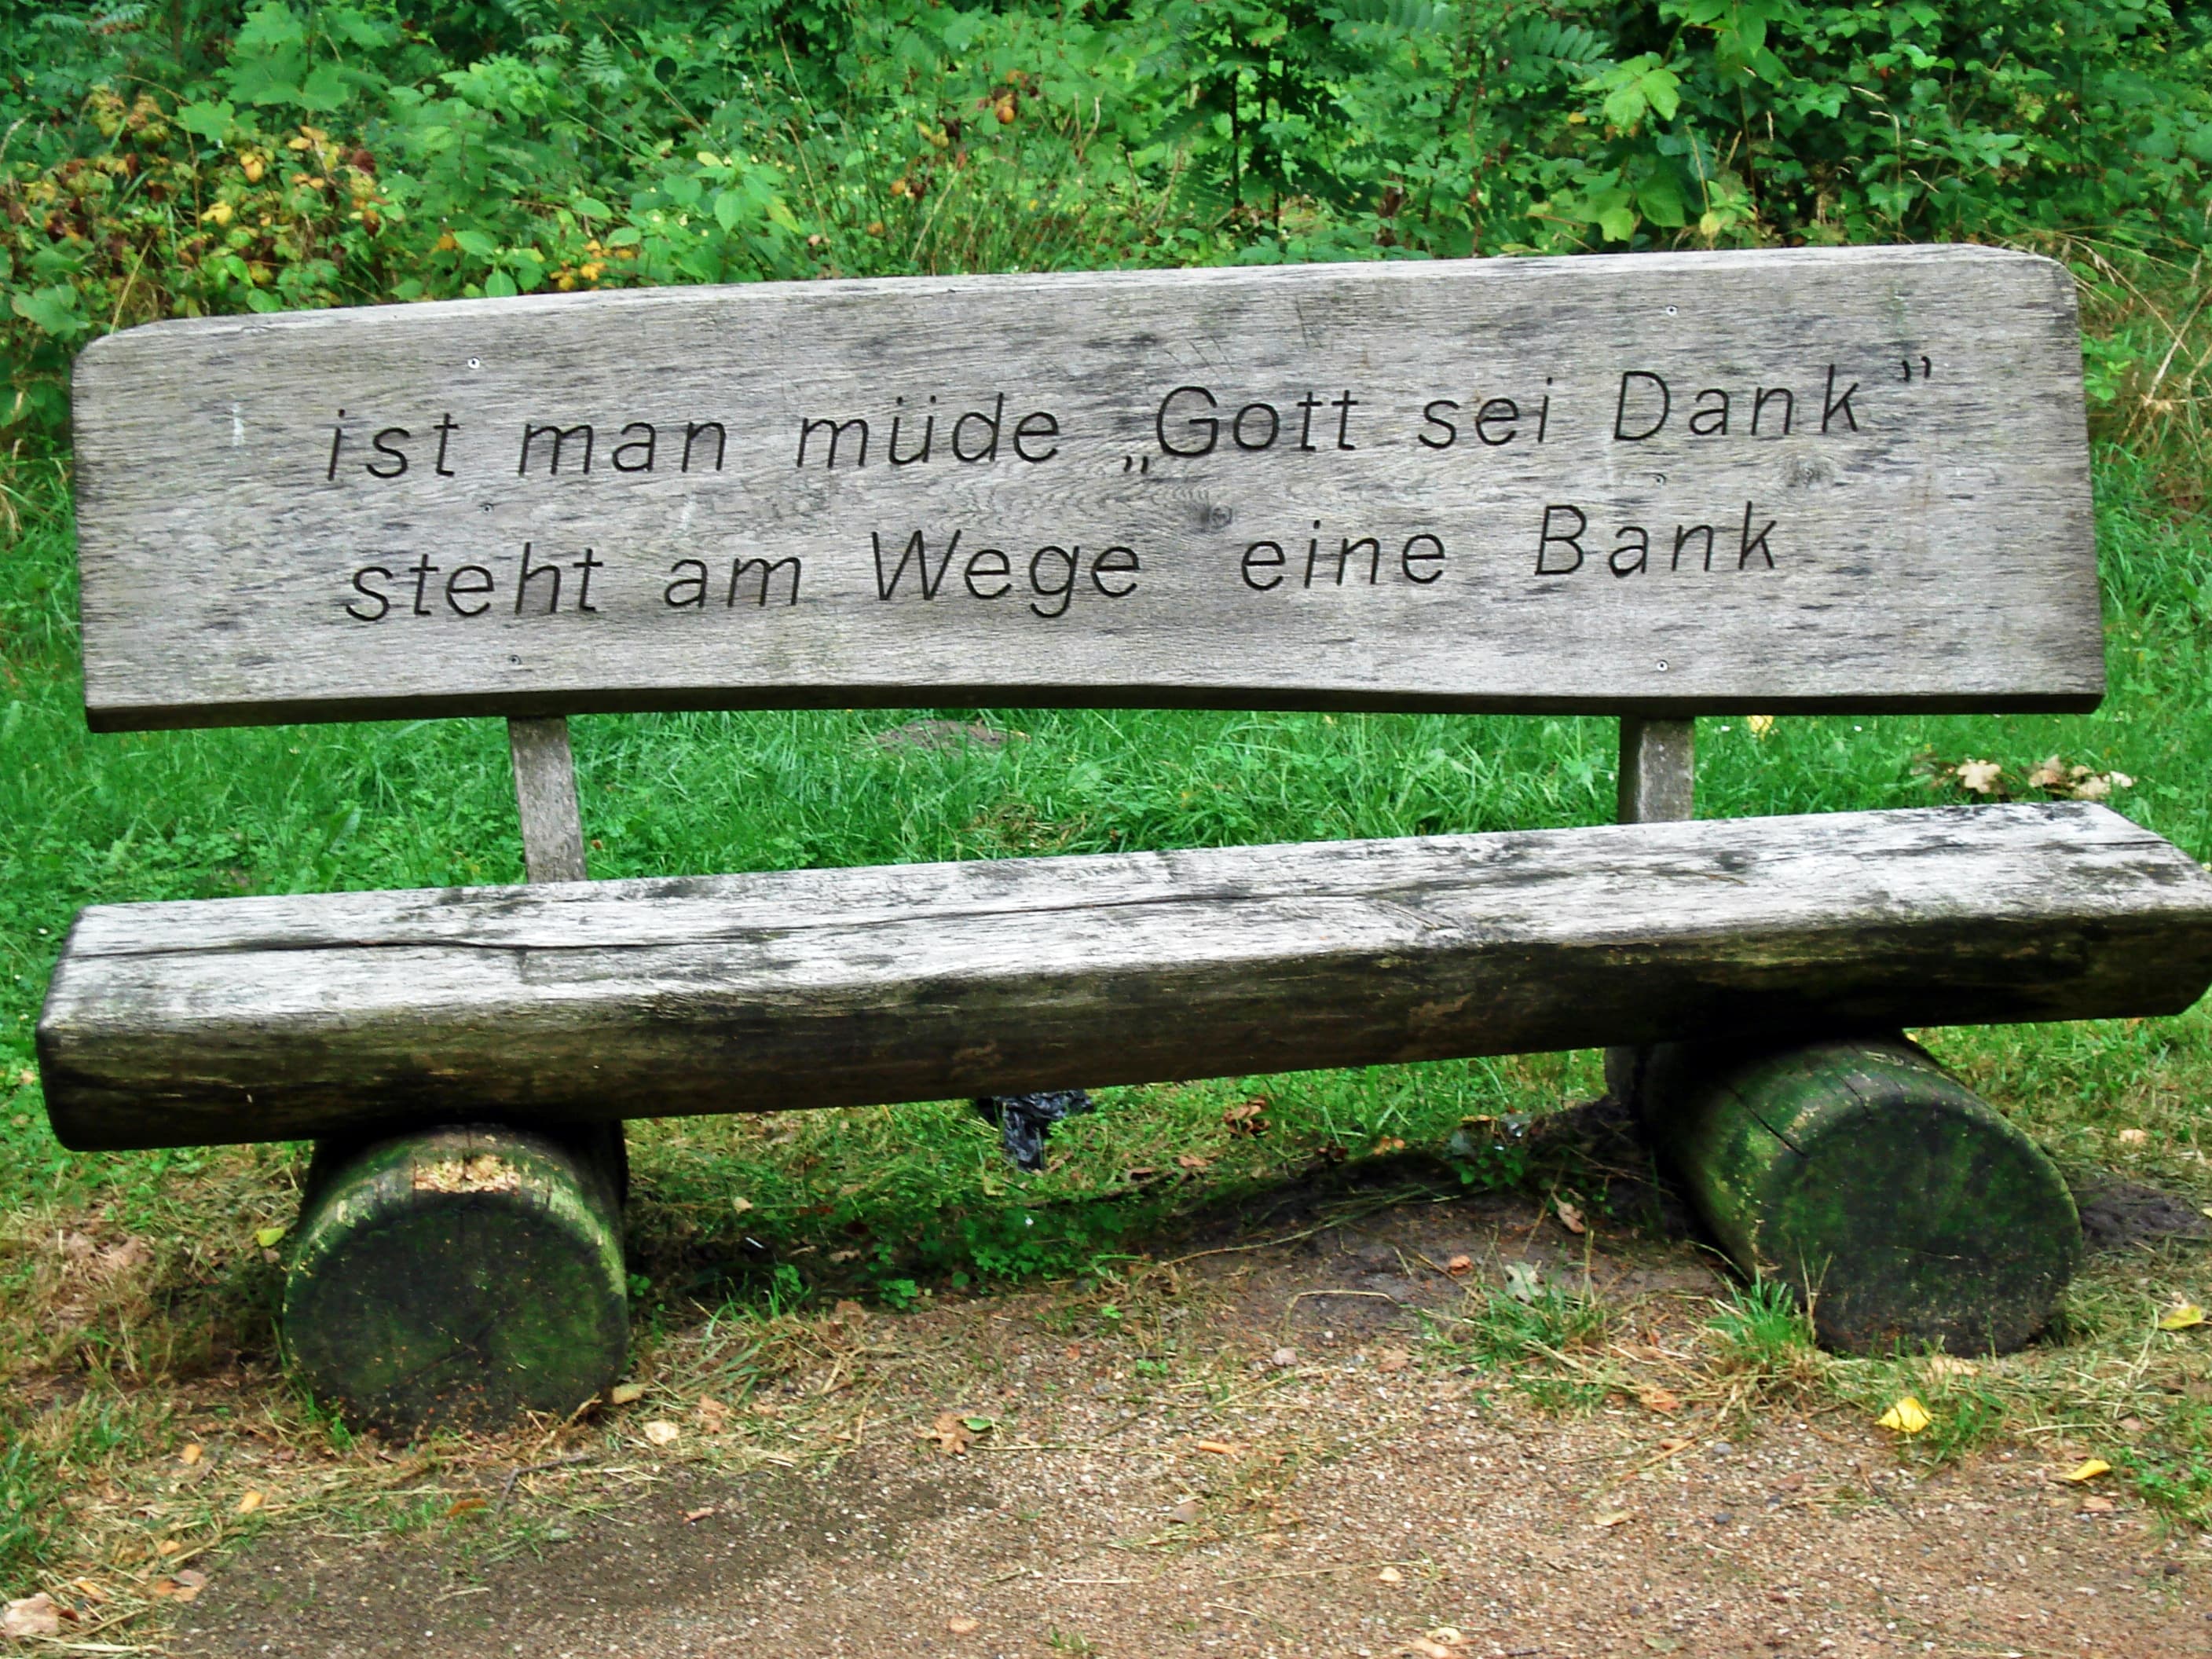 ist man müde „Gott sei Dank”
steht am Wege eine Bank